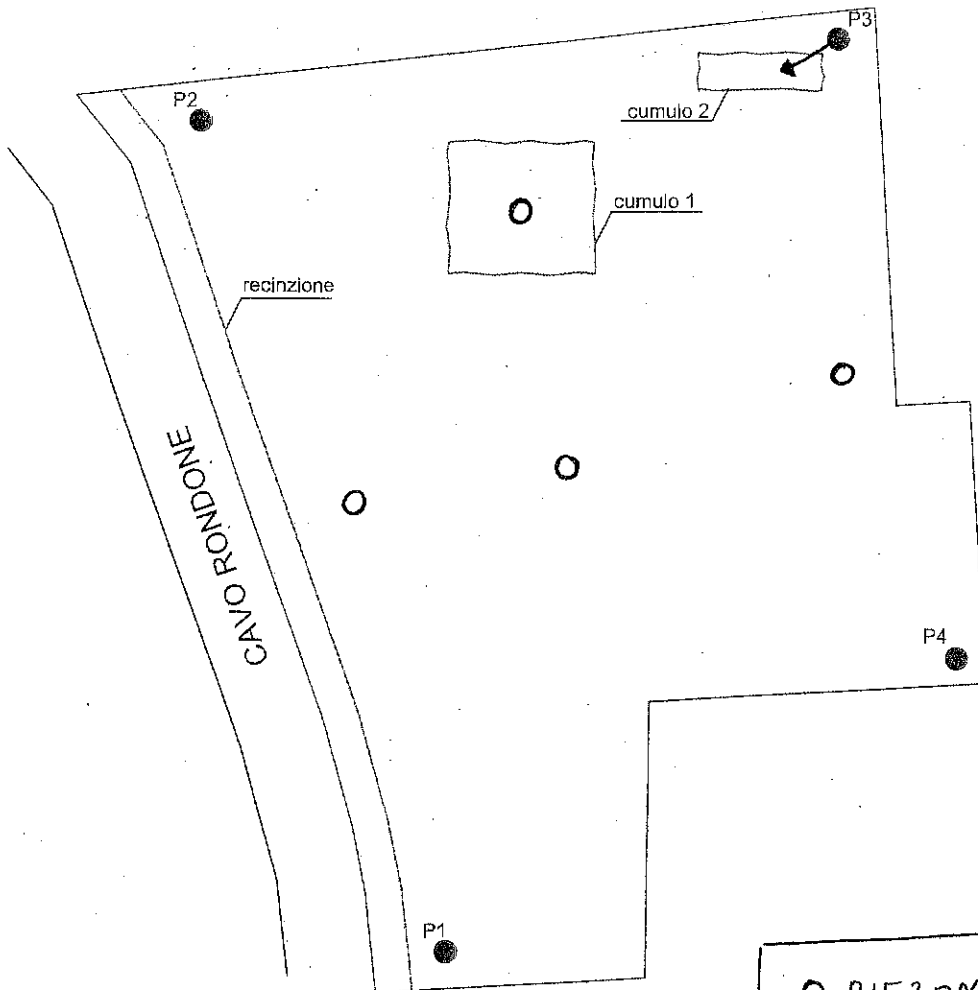 P3
P2
cumulo 2
cumulo 1
recinzione
CAVO RONDONE
P4
P1